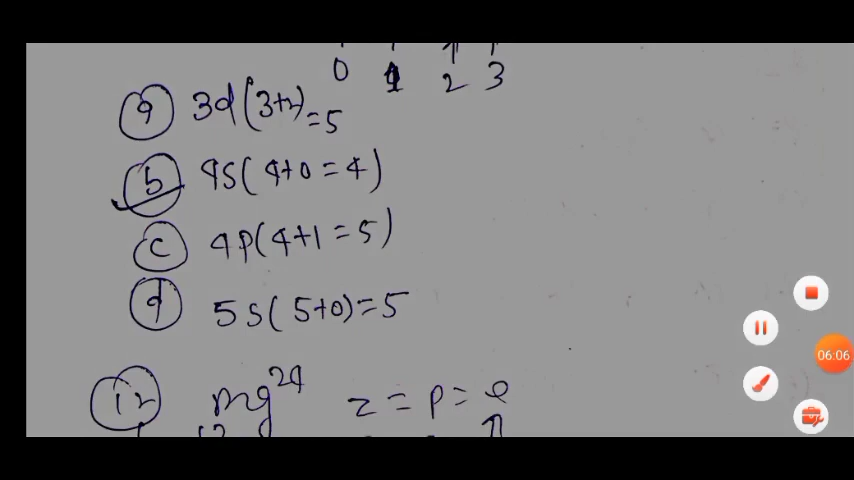 0 1 2 3
a 3d(3+2)=5
b 4s(4+0=4)
c 4p(4+1=5)
d 5s(5+0)=5
12 mg24 z=p=e
12
06:06